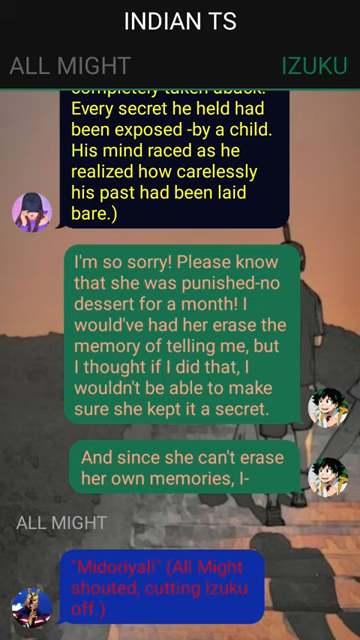 INDIAN TS
ALL MIGHT
IZUKU
completely taken aback.
Every secret he held had
been exposed -by a child.
His mind raced as he
realized how carelessly
his past had been laid
bare.)
I'm so sorry! Please know
that she was punished-no
dessert for a month! I
would've had her erase the
memory of telling me, but
I thought if I did that, I
wouldn't be able to make
sure she kept it a secret.
And since she can't erase
her own memories, I-
ALL MIGHT
"Midoriya!" (All Might
shouted, cutting Izuku
off.)